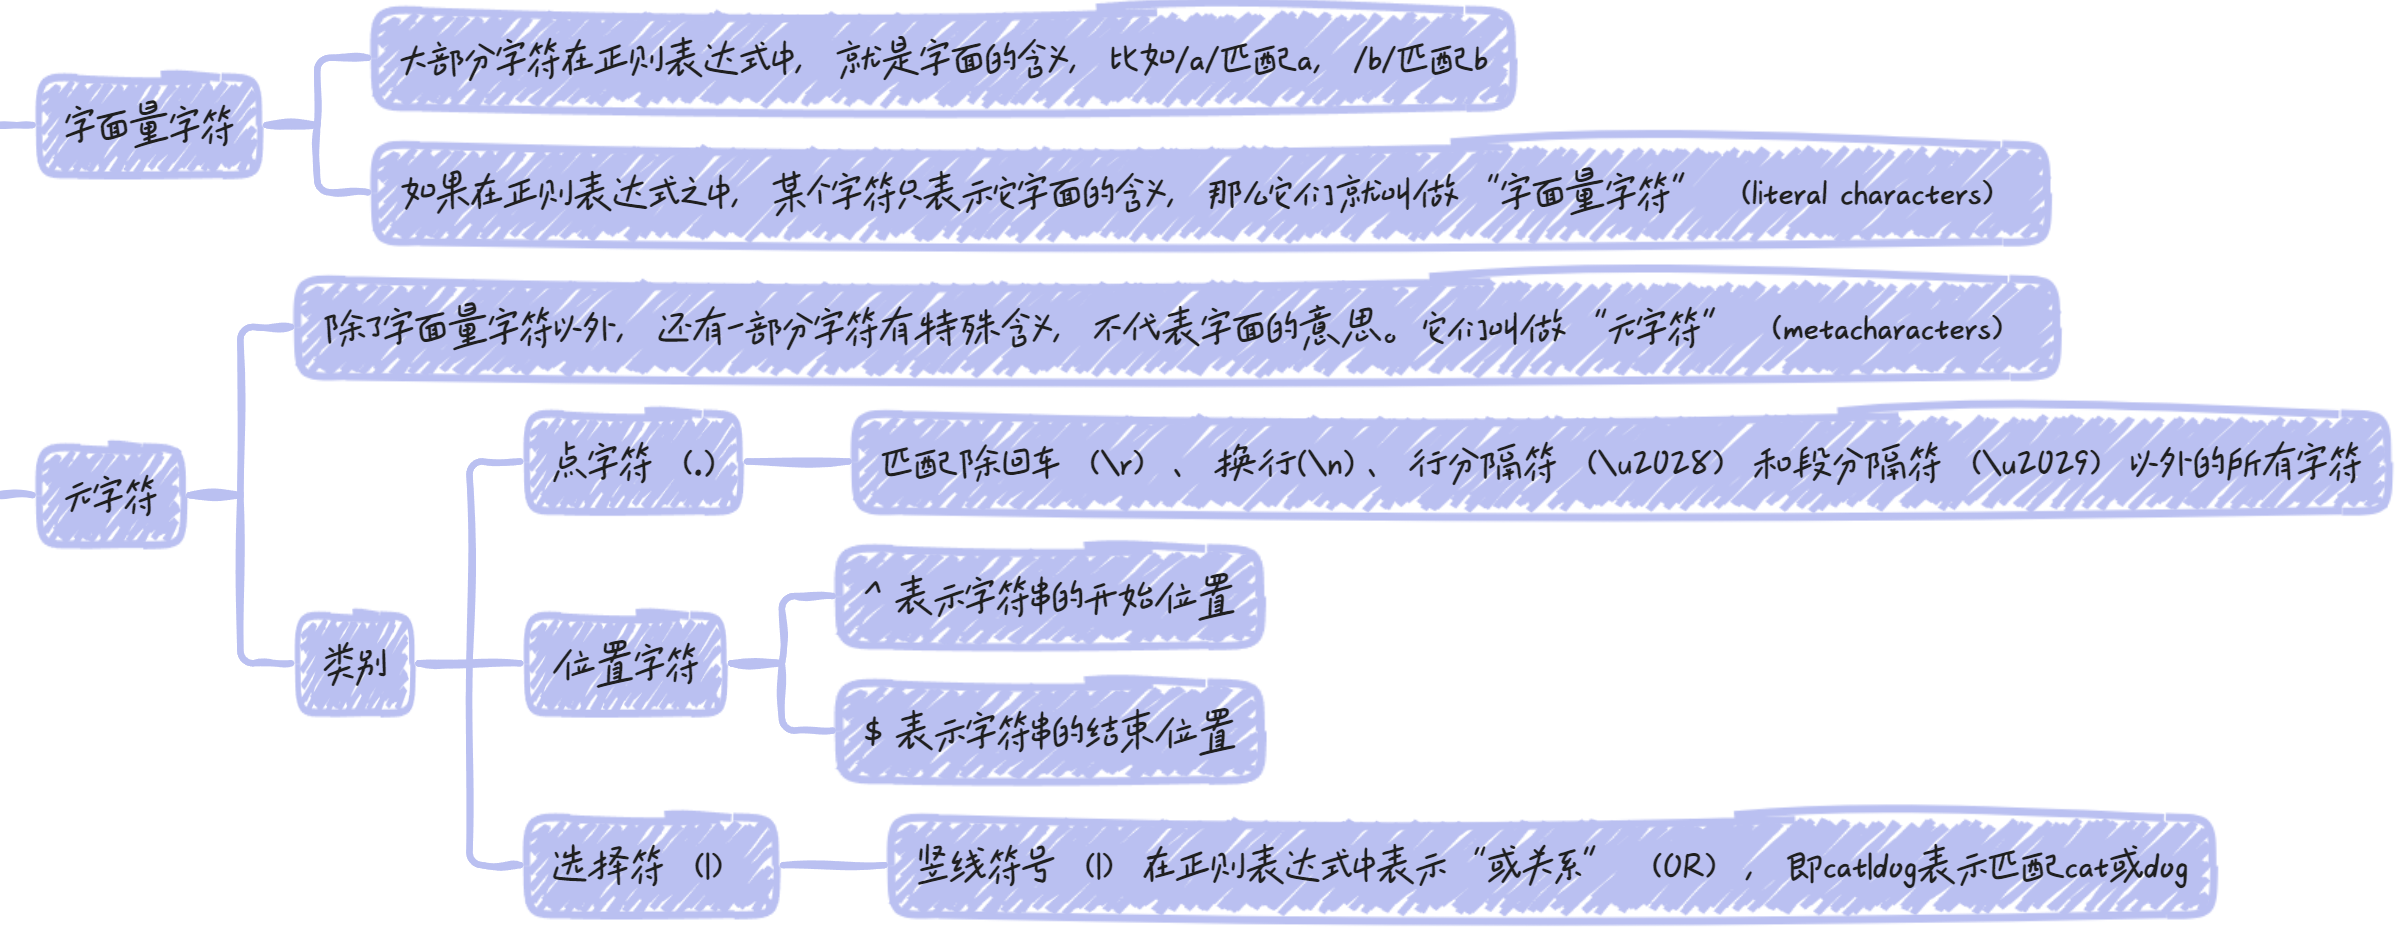 字面量字符
大部分字符在正则表达式中, 就是字面的含义, 比如/a/匹配a, /b/匹配b
如果在正则表达式之中, 某个字符只表示它字面的含义, 那么它们就叫做“字面量字符” （literal characters）
元字符
除了字面量字符以外, 还有一部分字符有特殊含义, 不代表字面的意思。它们叫做“元字符” （metacharacters）
类别
点字符（.）
匹配除回车（\r）、换行(\n)、行分隔符（\u2028）和段分隔符（\u2029）以外的所有字符
位置字符
^ 表示字符串的开始位置
$ 表示字符串的结束位置
选择符（|）
竖线符号（|）在正则表达式中表示“或关系”（OR）, 即cat|dog表示匹配cat或dog